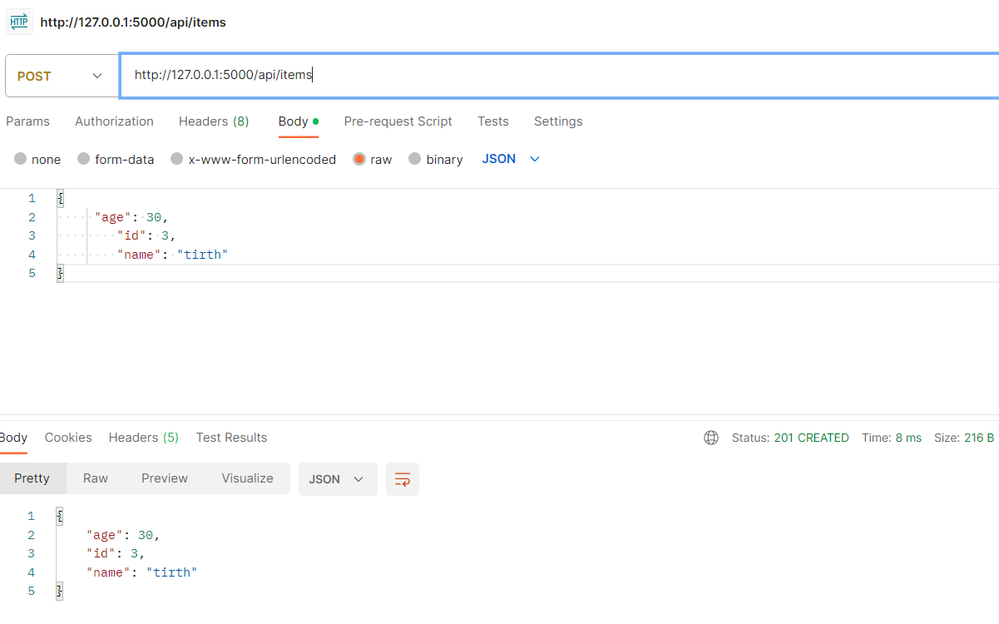 HTTP http://127.0.0.1:5000/api/items
POST http://127.0.0.1:5000/api/items
Params Authorization Headers (8) Body Pre-request Script Tests Settings
none form-data x-www-form-urlencoded raw binary JSON
1 {
2 "age": 30,
3 "id": 3,
4 "name": "tirth"
5 }
Body Cookies Headers (5) Test Results Status: 201 CREATED Time: 8 ms Size: 216 B
Pretty Raw Preview Visualize JSON
1 {
2 "age": 30,
3 "id": 3,
4 "name": "tirth"
5 }